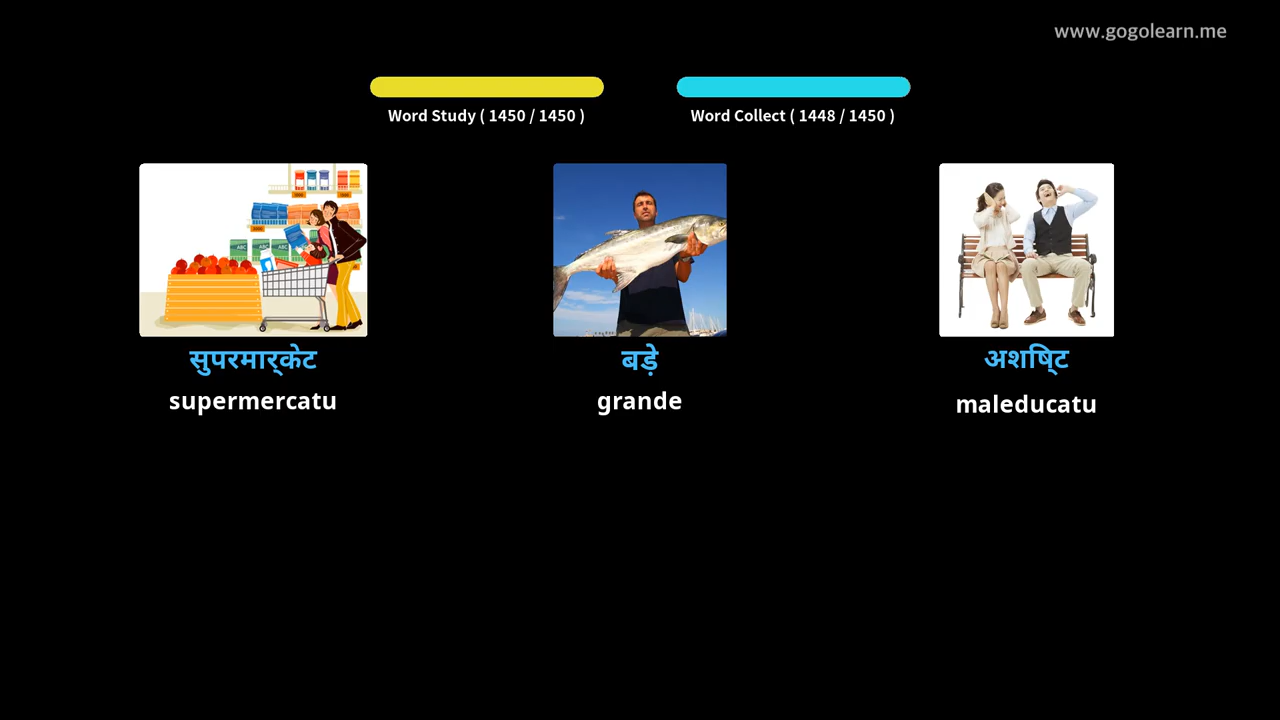 www.gogolearn.me
Word Study ( 1450 / 1450 )
Word Collect ( 1448 / 1450 )
सुपरमार्केट
बड़े
अशिष्ट
supermercatu
grande
maleducatu